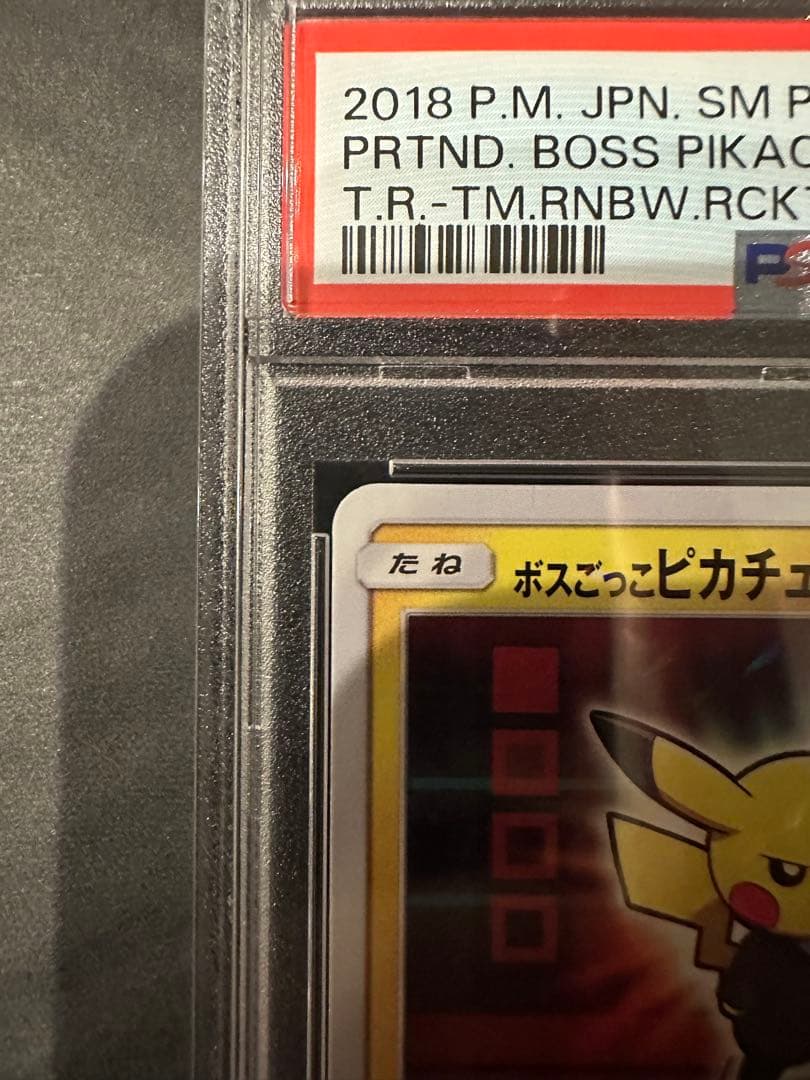 2018 P.M. JPN. SM P
PRTND. BOSS PIKAC
T.R.-TM.RNBW.RCKT
PS
たね
ボスごっこピカチュ